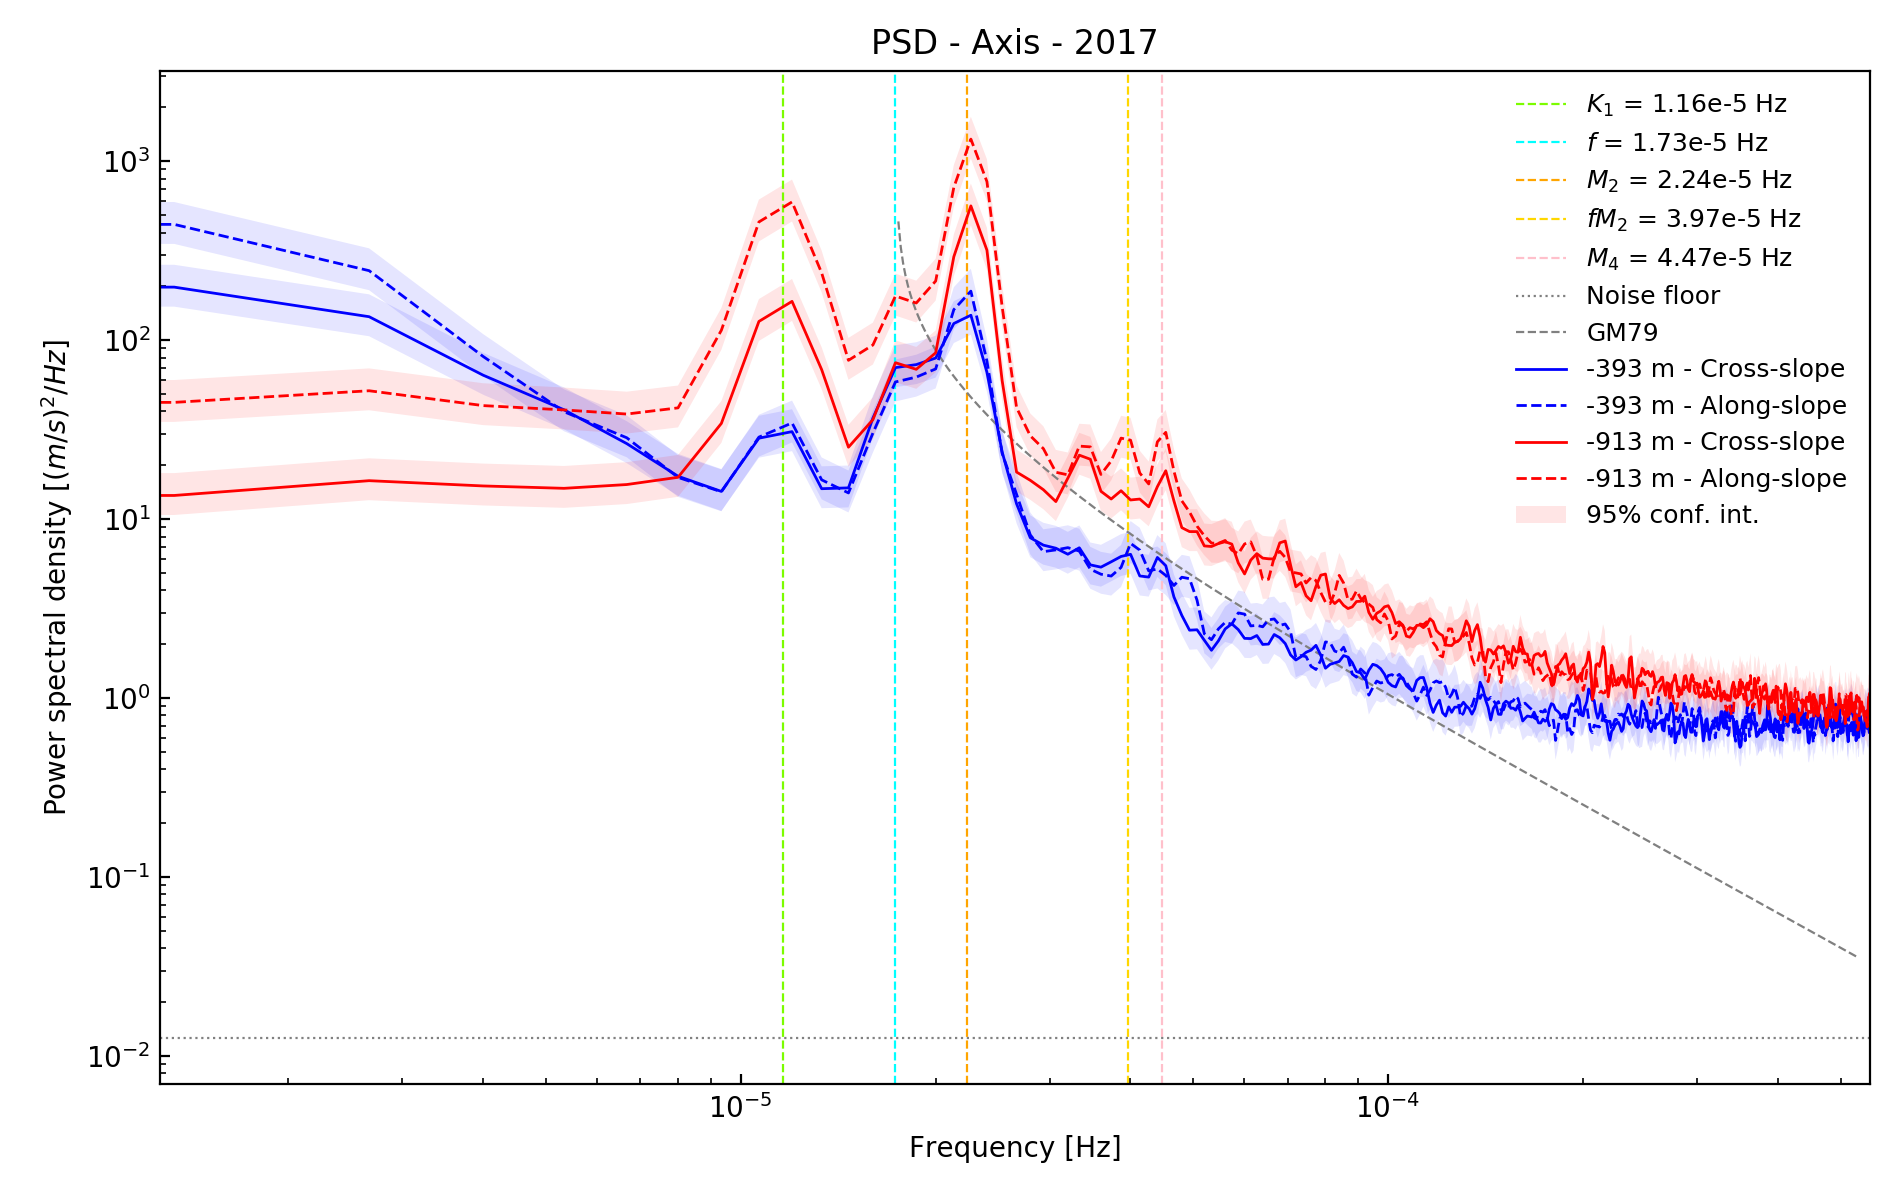 PSD - Axis - 2017
K₁ = 1.16e-5 Hz
f = 1.73e-5 Hz
M₂ = 2.24e-5 Hz
fM₂ = 3.97e-5 Hz
M₄ = 4.47e-5 Hz
Noise floor
GM79
-393 m - Cross-slope
-393 m - Along-slope
-913 m - Cross-slope
-913 m - Along-slope
95% conf. int.
Power spectral density [(m/s)²/Hz]
10³
10²
10¹
10⁰
10⁻¹
10⁻²
10⁻⁵
10⁻⁴
Frequency [Hz]